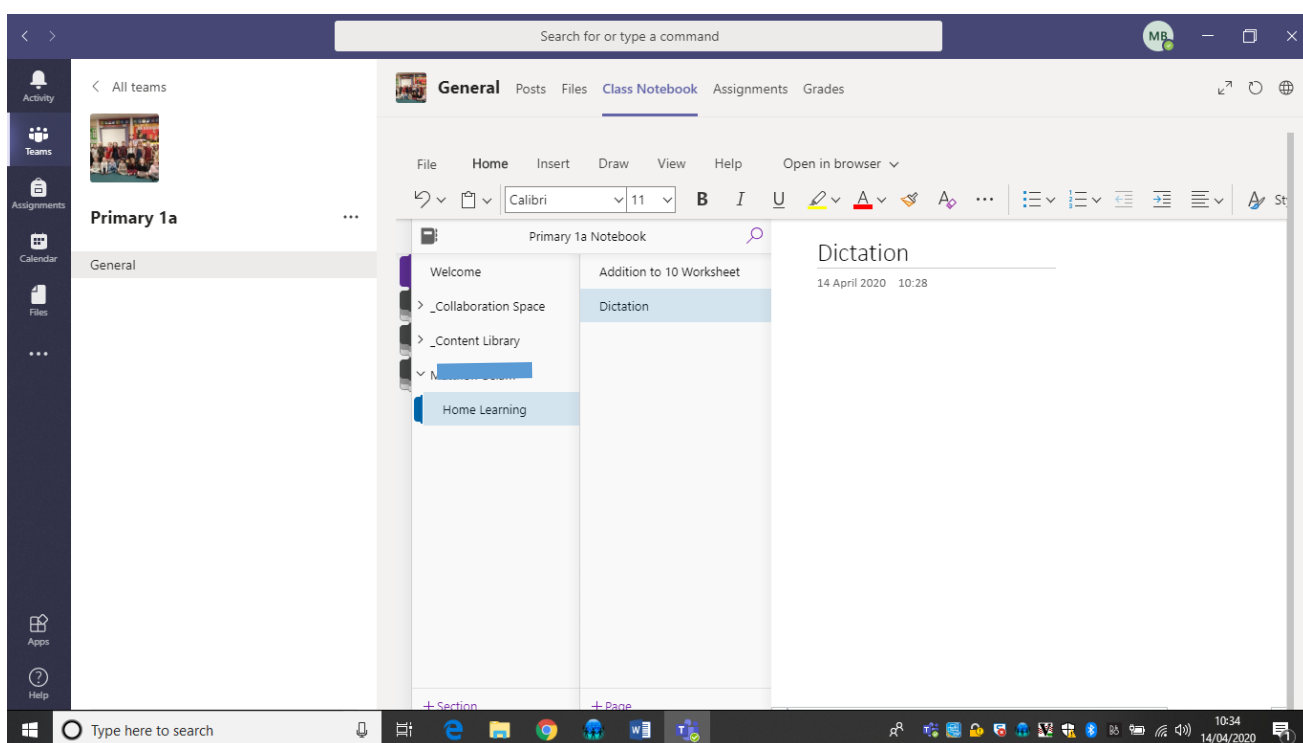 Search for or type a command
MB
Activity
Teams
Assignments
Calendar
Files
Apps
Help
All teams
Primary 1a
General
General Posts Files Class Notebook Assignments Grades
File Home Insert Draw View Help Open in browser
Calibri 11 B I U St
Primary 1a Notebook
Welcome
_Collaboration Space
_Content Library
Home Learning
+ Section
Addition to 10 Worksheet
Dictation
+ Page
Dictation
14 April 2020 10:28
Type here to search
10:34
14/04/2020